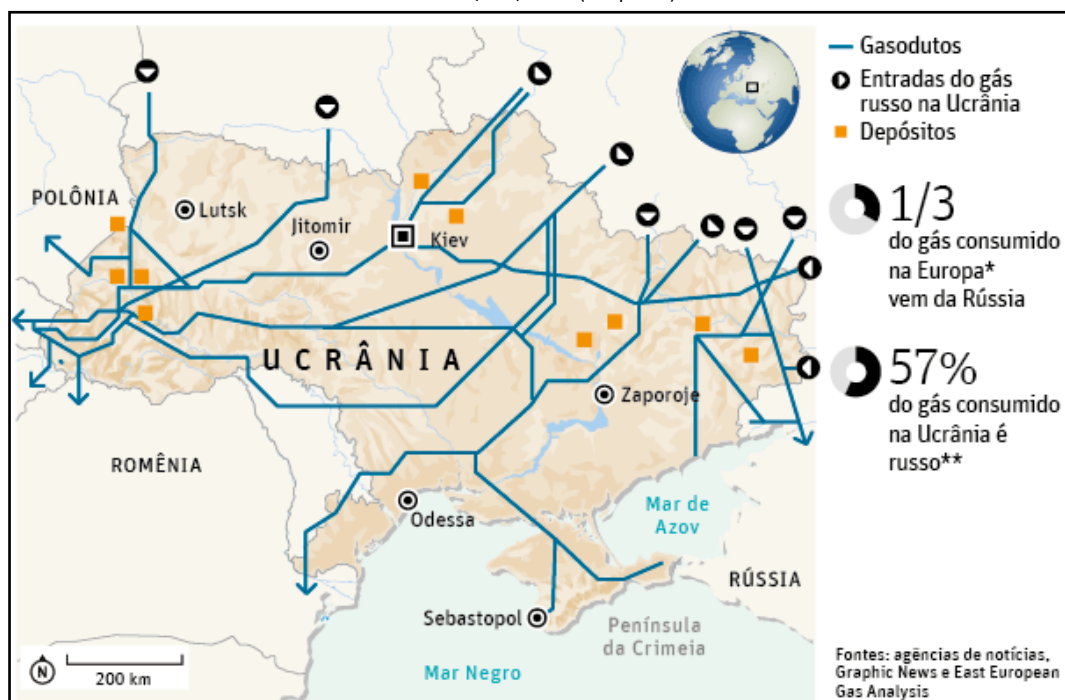 POLÔNIA
Lutsk
Jitomir
Kiev
UCRÂNIA
Zaporoje
ROMÊNIA
Odessa
Mar de
Azov
RÚSSIA
Sebastopol
Península
da Crimeia
Mar Negro
N
200 km
Gasodutos
Entradas do gás
russo na Ucrânia
Depósitos
1/3
do gás consumido
na Europa*
vem da Rússia
57%
do gás consumido
na Ucrânia é
russo**
Fontes: agências de notícias,
Graphic News e East European
Gas Analysis